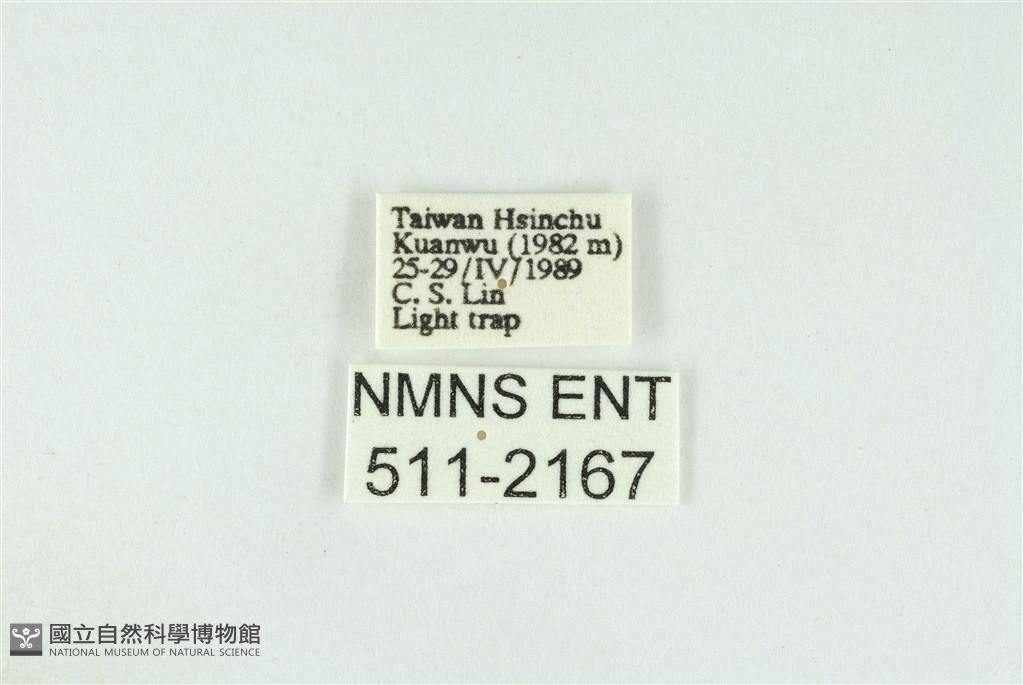 Taiwan Hsinchu
Kuanwu (1982 m)
25-29/IV/1989
C. S. Lin
Light trap
NMNS ENT
511-2167
國立自然科學博物館
NATIONAL MUSEUM OF NATURAL SCIENCE